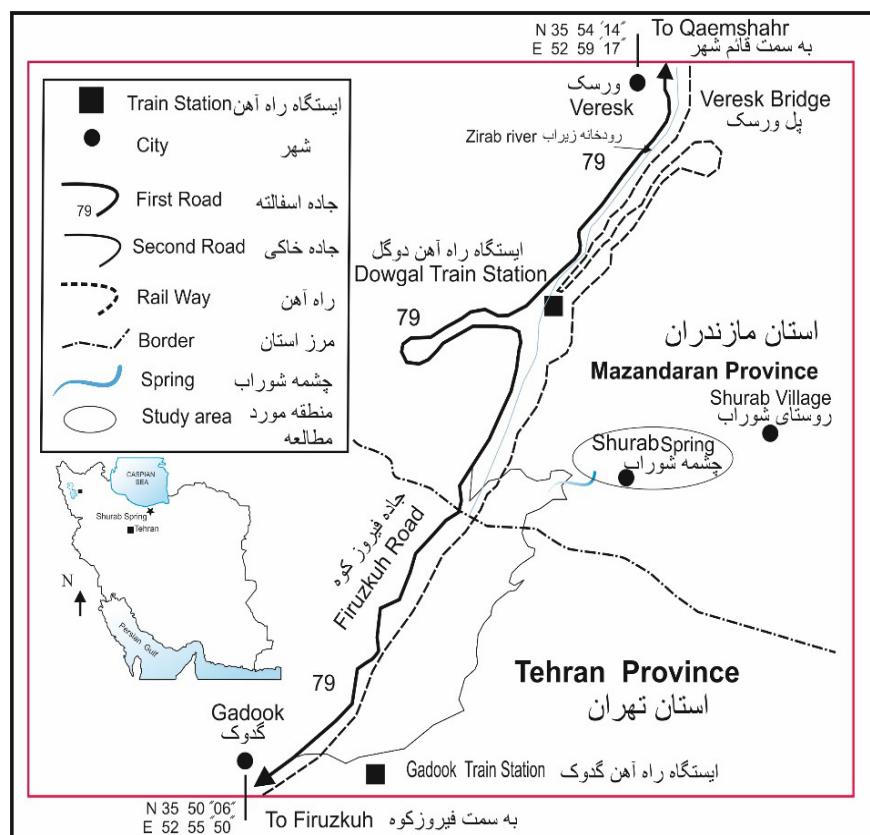 N 35 54 ´14˝
E 52 59 ´17˝
To Qaemshahr
به سمت قائم شهر
Train Station ایستگاه راه آهن
City شهر
79 First Road جاده اسفالته
Second Road جاده خاکی
Rail Way راه آهن
Border مرز استان
Spring چشمه شوراب
Study area منطقه مورد
مطالعه
ورسک
Veresk
Veresk Bridge
پل ورسک
Zirab river رودخانه زیراب
79
ایستگاه راه آهن دوگل
Dowgal Train Station
79
استان مازندران
Mazandaran Province
Shurab Village
روستای شوراب
Shurab Spring
چشمه شوراب
CASPIAN
SEA
Shurab Spring
Tehran
N
Persian Gulf
جاده فیروز کوه
Firuzkuh Road
79
Tehran Province
استان تهران
Gadook
گدوک
Gadook Train Station ایستگاه راه آهن گدوک
N 35 50 ˝06˝
E 52 55 ˝50˝
To Firuzkuh به سمت فیروزکوه